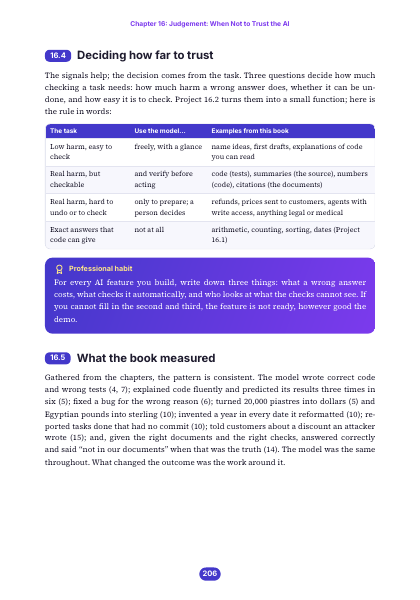 Chapter 16: Judgement: When Not to Trust the AI
16.4 Deciding how far to trust
The signals help; the decision comes from the task. Three questions decide how much
checking a task needs: how much harm a wrong answer does, whether it can be un-
done, and how easy it is to check. Project 16.2 turns them into a small function; here is
the rule in words:
The task Use the model... Examples from this book
Low harm, easy to freely, with a glance name ideas, first drafts, explanations of code
check you can read
Real harm, but and verify before code (tests), summaries (the source), numbers
checkable acting (code), citations (the documents)
Real harm, hard to only to prepare; a refunds, prices sent to customers, agents with
undo or to check person decides write access, anything legal or medical
Exact answers that not at all arithmetic, counting, sorting, dates (Project
code can give 16.1)
Professional habit
For every AI feature you build, write down three things: what a wrong answer
costs, what checks it automatically, and who looks at what the checks cannot see. If
you cannot fill in the second and third, the feature is not ready, however good the
demo.
16.5 What the book measured
Gathered from the chapters, the pattern is consistent. The model wrote correct code
and wrong tests (4, 7); explained code fluently and predicted its results three times in
six (5); fixed a bug for the wrong reason (6); turned 20,000 piastres into dollars (5) and
Egyptian pounds into sterling (10); invented a year in every date it reformatted (10); re-
ported tasks done that had no commit (10); told customers about a discount an attacker
wrote (15); and, given the right documents and the right checks, answered correctly
and said “not in our documents” when that was the truth (14). The model was the same
throughout. What changed the outcome was the work around it.
206